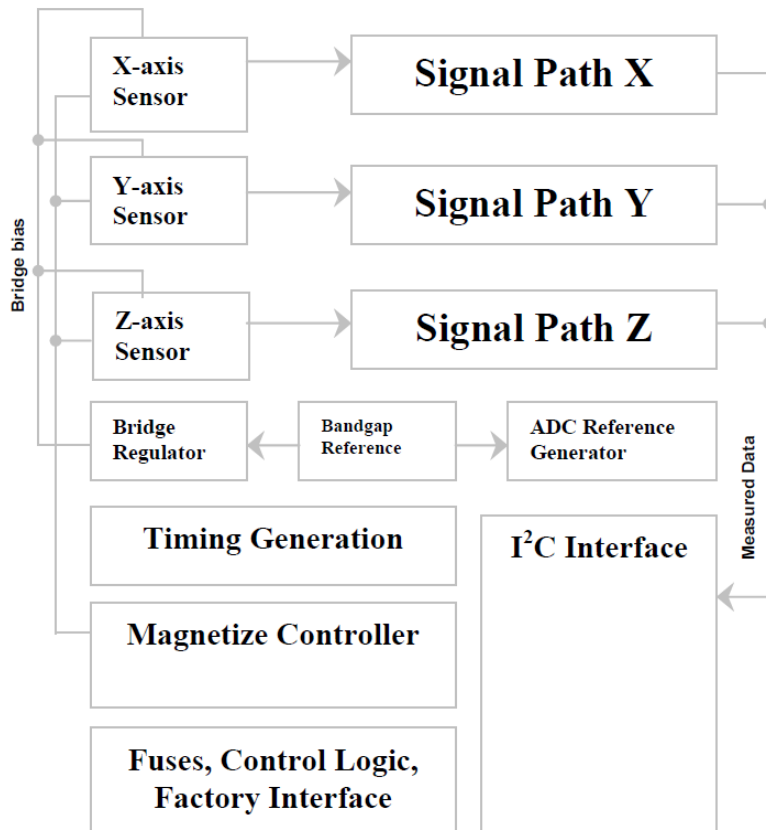 X-axis
Sensor
Signal Path X
Y-axis
Sensor
Signal Path Y
Bridge bias
Z-axis
Sensor
Signal Path Z
Bridge
Regulator
Bandgap
Reference
ADC Reference
Generator
Measured Data
Timing Generation
I²C Interface
Magnetize Controller
Fuses, Control Logic,
Factory Interface